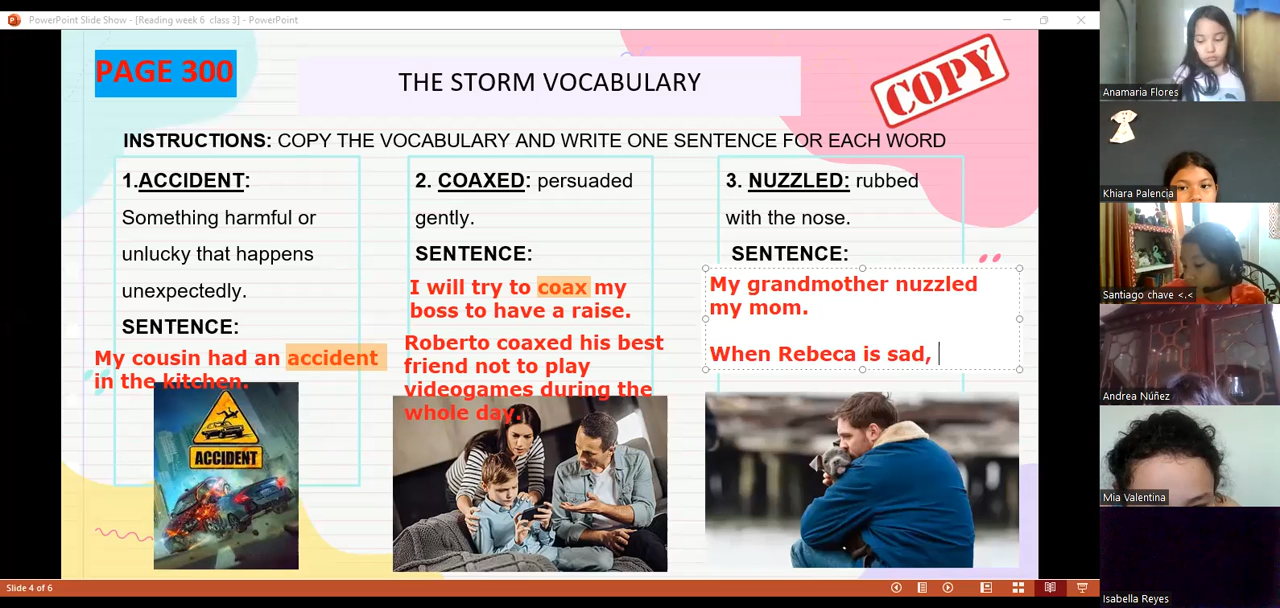 PowerPoint Slide Show - [Reading week 6 class 3] - PowerPoint
PAGE 300
THE STORM VOCABULARY
COPY
INSTRUCTIONS: COPY THE VOCABULARY AND WRITE ONE SENTENCE FOR EACH WORD
1.ACCIDENT:
Something harmful or
unlucky that happens
unexpectedly.
SENTENCE:
My cousin had an accident
in the kitchen.
ACCIDENT
2. COAXED: persuaded
gently.
SENTENCE:
I will try to coax my
boss to have a raise.
Roberto coaxed his best
friend not to play
videogames during the
whole day.
3. NUZZLED: rubbed
with the nose.
SENTENCE:
My grandmother nuzzled
my mom.
When Rebeca is sad,
Slide 4 of 6
Anamaria Flores
Khiara Palencia
Santiago chave <.<
Andrea Núñez
Mia Valentina
Isabella Reyes